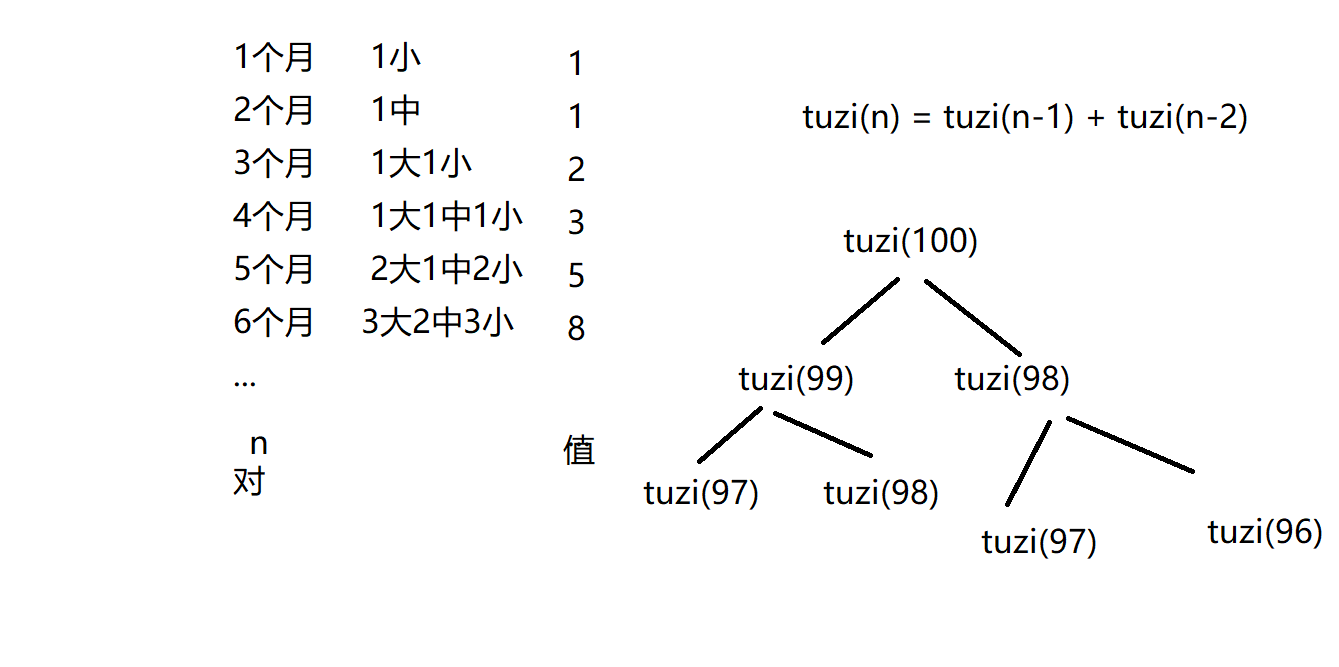 1个月 1小 1
2个月 1中 1
3个月 1大1小 2
4个月 1大1中1小 3
5个月 2大1中2小 5
6个月 3大2中3小 8
...
n
对
值
tuzi(n) = tuzi(n-1) + tuzi(n-2)
tuzi(100)
tuzi(99) tuzi(98)
tuzi(97) tuzi(98)
tuzi(97) tuzi(96)